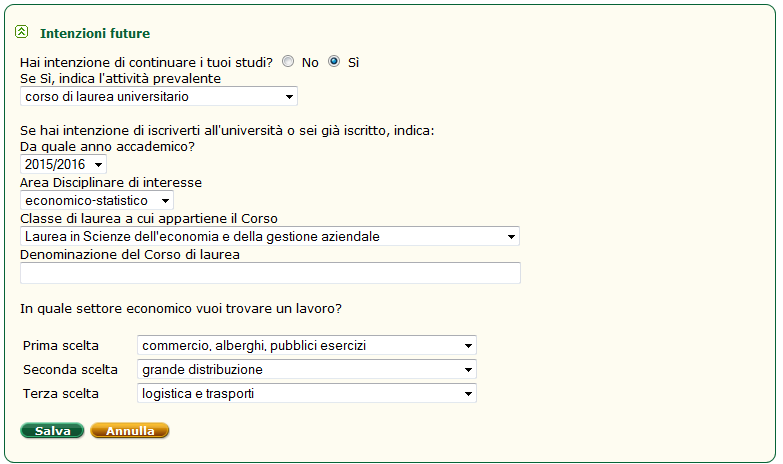 Intenzioni future
Hai intenzione di continuare i tuoi studi? No Sì
Se Sì, indica l'attività prevalente
corso di laurea universitario
Se hai intenzione di iscriverti all'università o sei già iscritto, indica:
Da quale anno accademico?
2015/2016
Area Disciplinare di interesse
economico-statistico
Classe di laurea a cui appartiene il Corso
Laurea in Scienze dell'economia e della gestione aziendale
Denominazione del Corso di laurea
In quale settore economico vuoi trovare un lavoro?
Prima scelta commercio, alberghi, pubblici esercizi
Seconda scelta grande distribuzione
Terza scelta logistica e trasporti
Salva Annulla